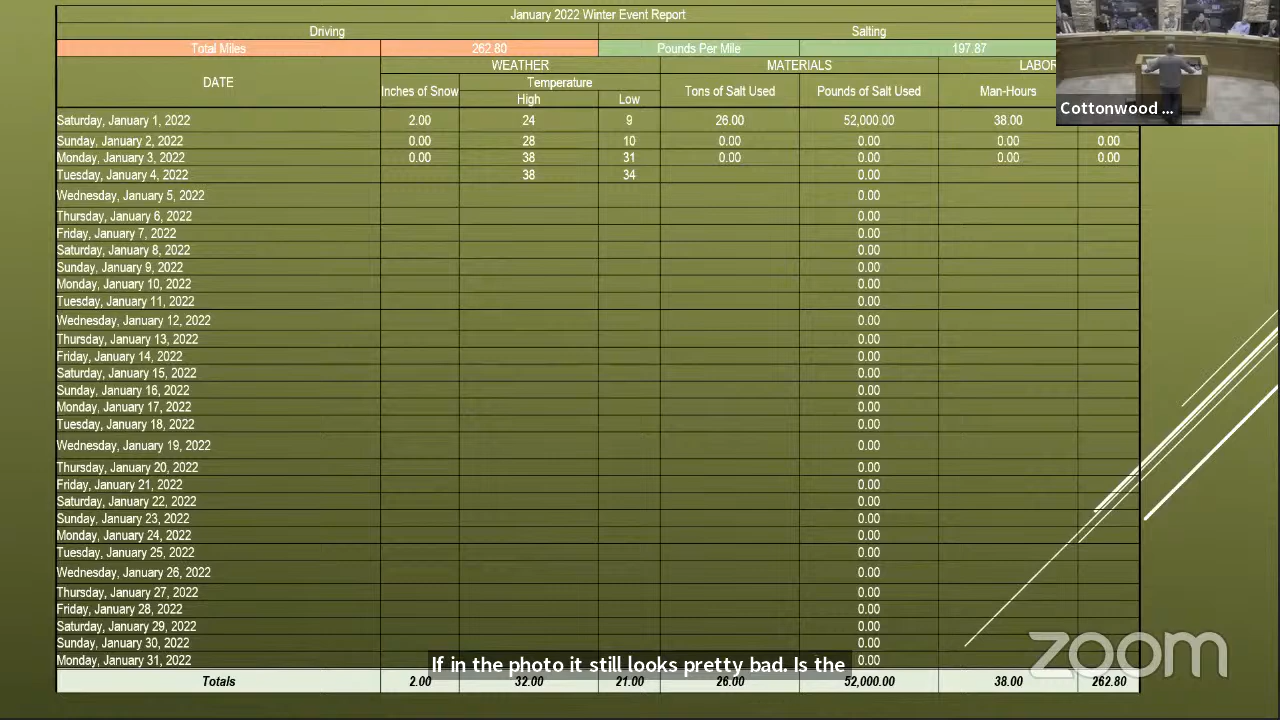 January 2022 Winter Event Report
Driving Salting
Total Miles 262.80 Pounds Per Mile 197.87
WEATHER MATERIALS LABOR
DATE Inches of Snow Temperature Tons of Salt Used Pounds of Salt Used Man-Hours
High Low
Cottonwood ...
Saturday, January 1, 2022 2.00 24 9 26.00 52,000.00 38.00
Sunday, January 2, 2022 0.00 28 10 0.00 0.00 0.00 0.00
Monday, January 3, 2022 0.00 38 31 0.00 0.00 0.00 0.00
Tuesday, January 4, 2022 38 34 0.00
Wednesday, January 5, 2022 0.00
Thursday, January 6, 2022 0.00
Friday, January 7, 2022 0.00
Saturday, January 8, 2022 0.00
Sunday, January 9, 2022 0.00
Monday, January 10, 2022 0.00
Tuesday, January 11, 2022 0.00
Wednesday, January 12, 2022 0.00
Thursday, January 13, 2022 0.00
Friday, January 14, 2022 0.00
Saturday, January 15, 2022 0.00
Sunday, January 16, 2022 0.00
Monday, January 17, 2022 0.00
Tuesday, January 18, 2022 0.00
Wednesday, January 19, 2022 0.00
Thursday, January 20, 2022 0.00
Friday, January 21, 2022 0.00
Saturday, January 22, 2022 0.00
Sunday, January 23, 2022 0.00
Monday, January 24, 2022 0.00
Tuesday, January 25, 2022 0.00
Wednesday, January 26, 2022 0.00
Thursday, January 27, 2022 0.00
Friday, January 28, 2022 0.00
Saturday, January 29, 2022 0.00
Sunday, January 30, 2022 0.00
Monday, January 31, 2022 0.00
If in the photo it still looks pretty bad. Is the
Totals 2.00 32.00 21.00 26.00 52,000.00 38.00 262.80
zoom